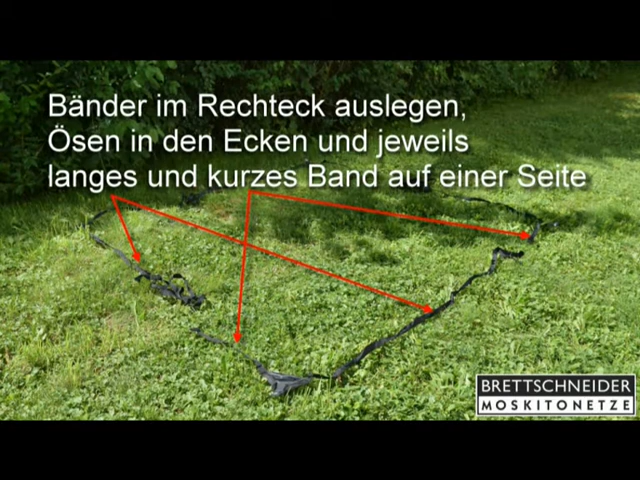 Bänder im Rechteck auslegen,
Ösen in den Ecken und jeweils
langes und kurzes Band auf einer Seite
BRETTSCHNEIDER
MOSKITONETZE